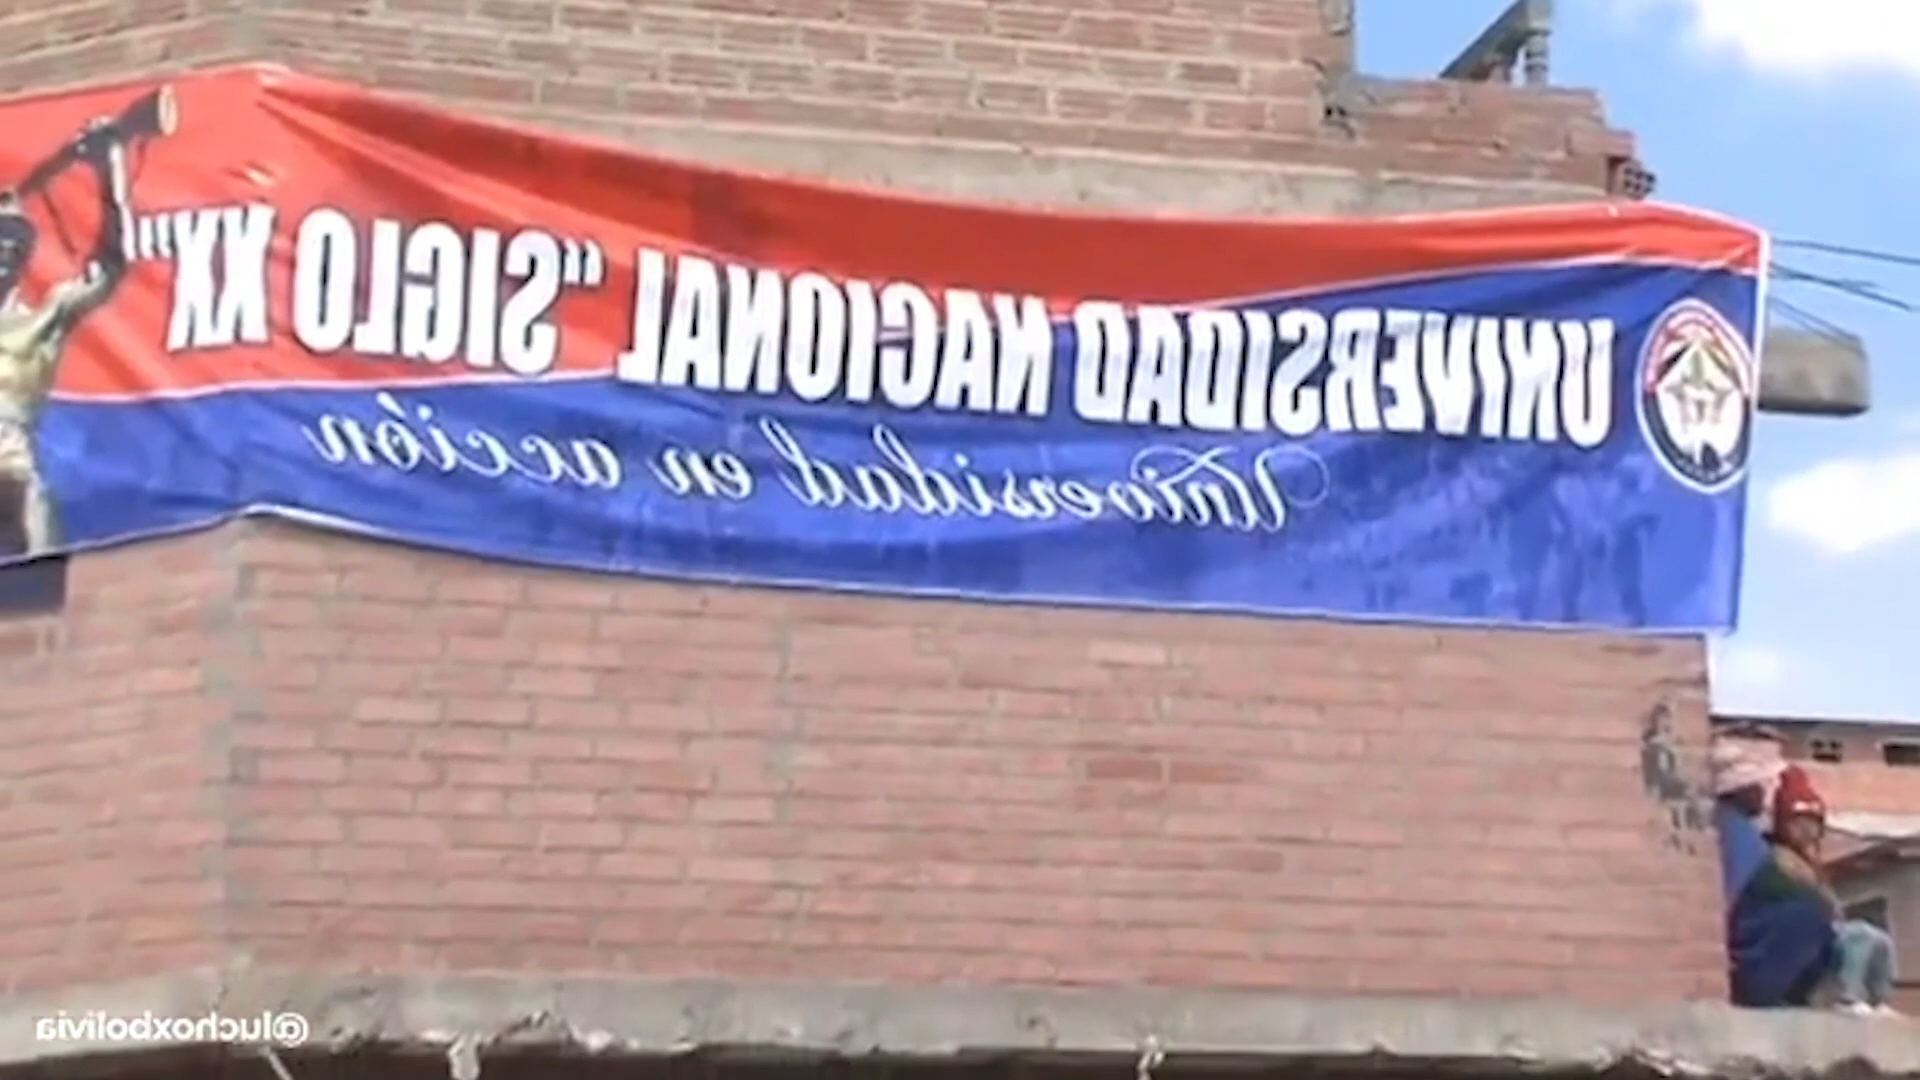 UNIVERSIDAD NACIONAL "SIGLO XX"
Universidad en acción
@luchoxbolivia